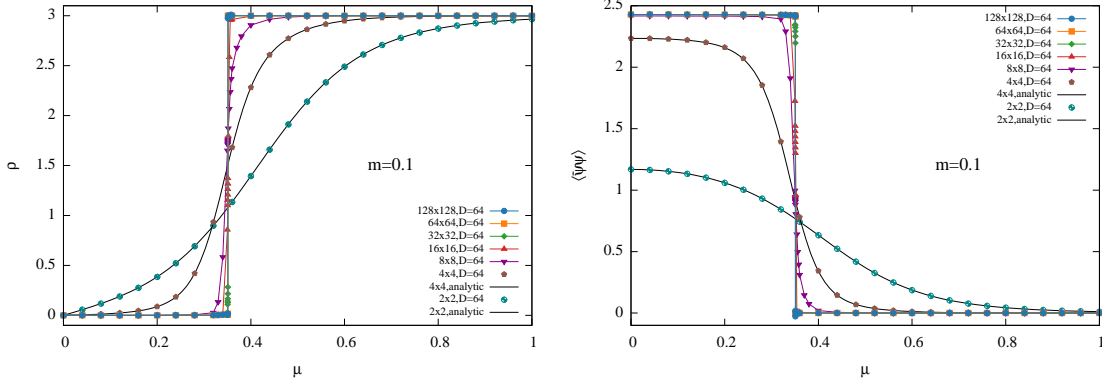 3
2.5
2
1.5
1
0.5
0
ρ
m=0.1
128x128,D=64
64x64,D=64
32x32,D=64
16x16,D=64
8x8,D=64
4x4,D=64
4x4,analytic
2x2,D=64
2x2,analytic
0 0.2 0.4 0.6 0.8 1
μ
2.5
2
1.5
1
0.5
0
⟨ψ̄ψ⟩
128x128,D=64
64x64,D=64
32x32,D=64
16x16,D=64
8x8,D=64
4x4,D=64
4x4,analytic
2x2,D=64
2x2,analytic
m=0.1
0 0.2 0.4 0.6 0.8 1
μ